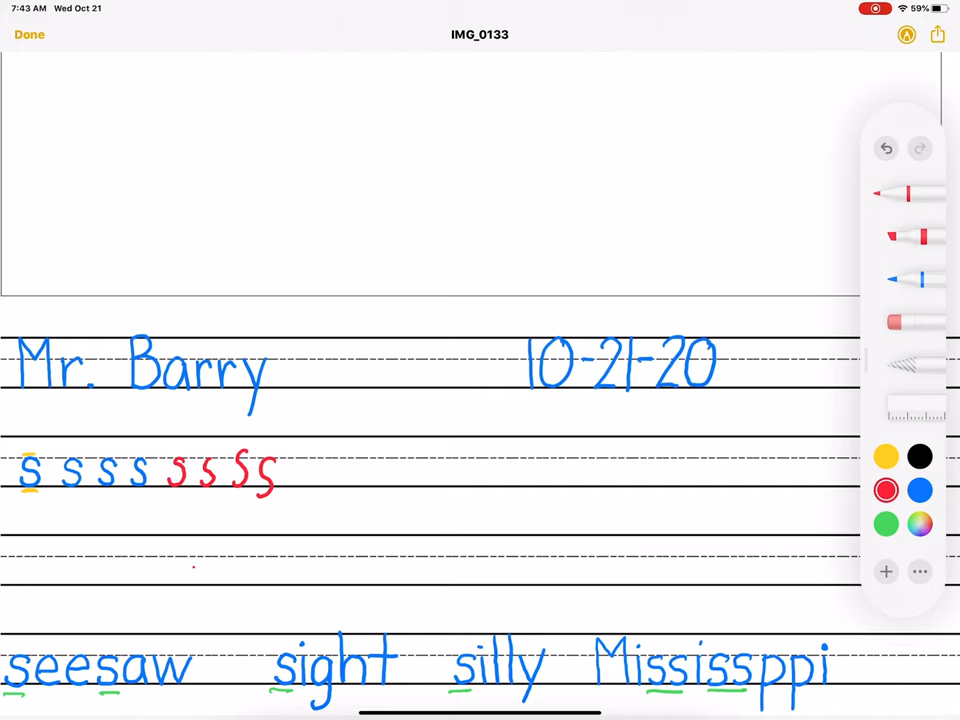 7:43 AM Wed Oct 21 59%
Done IMG_0133
Mr. Barry 10-21-20
s s s s s s s s
seesaw sight silly Mississppi